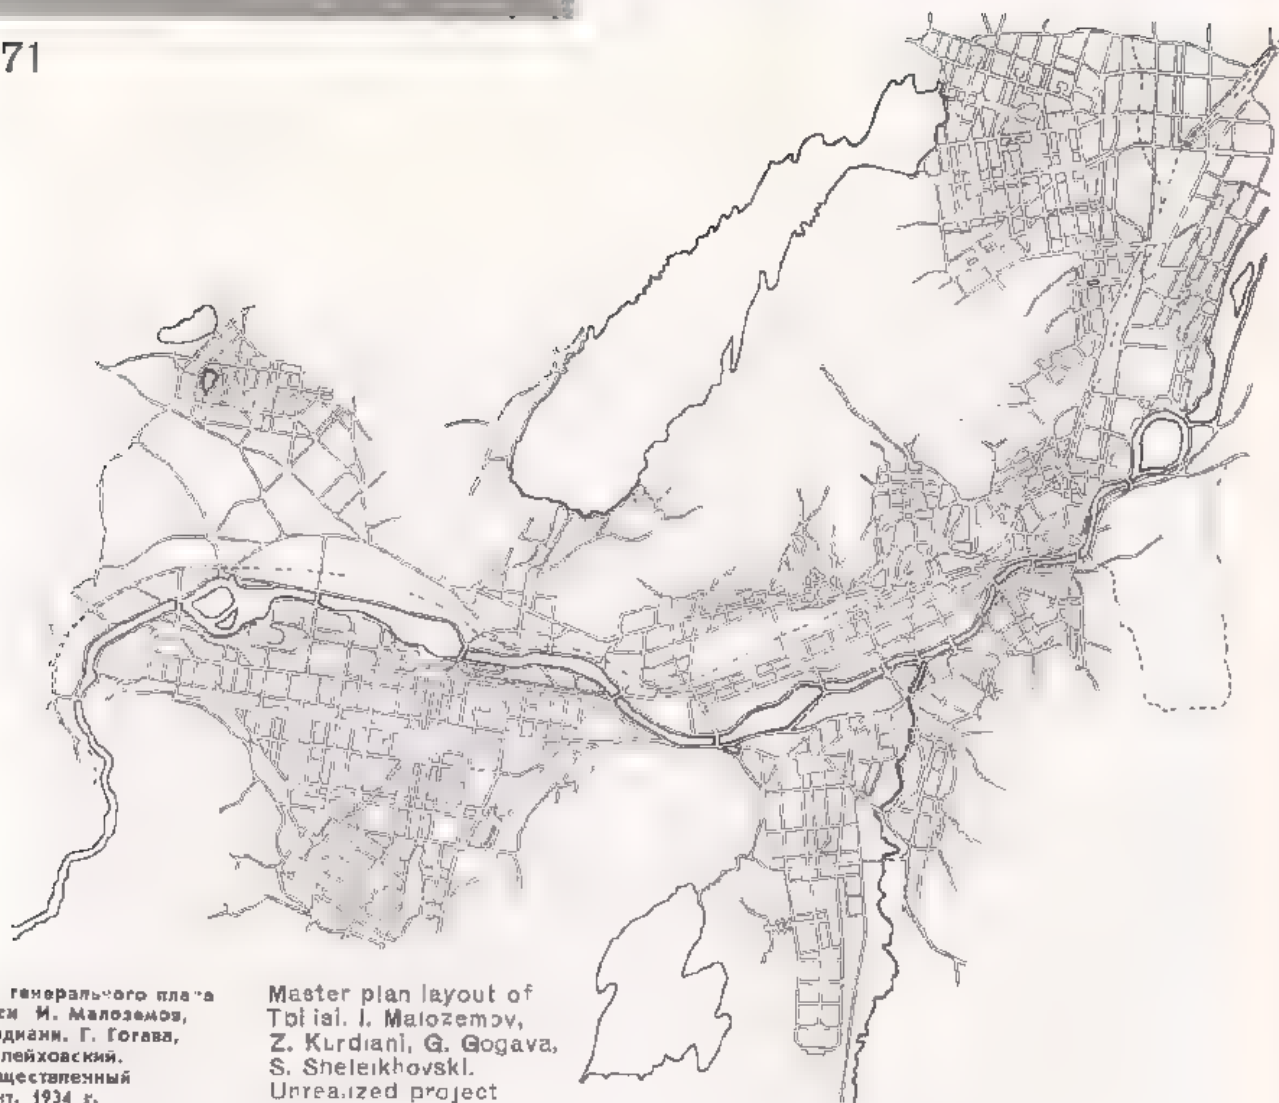 71
генерального плана
И. Малоземов,
Г. Гогава,
1934 г.
Master plan layout of
Tbilisi. I. Malozemov,
Z. Kurdiani, G. Gogava,
S. Sheleikhovski.
Unrealized project